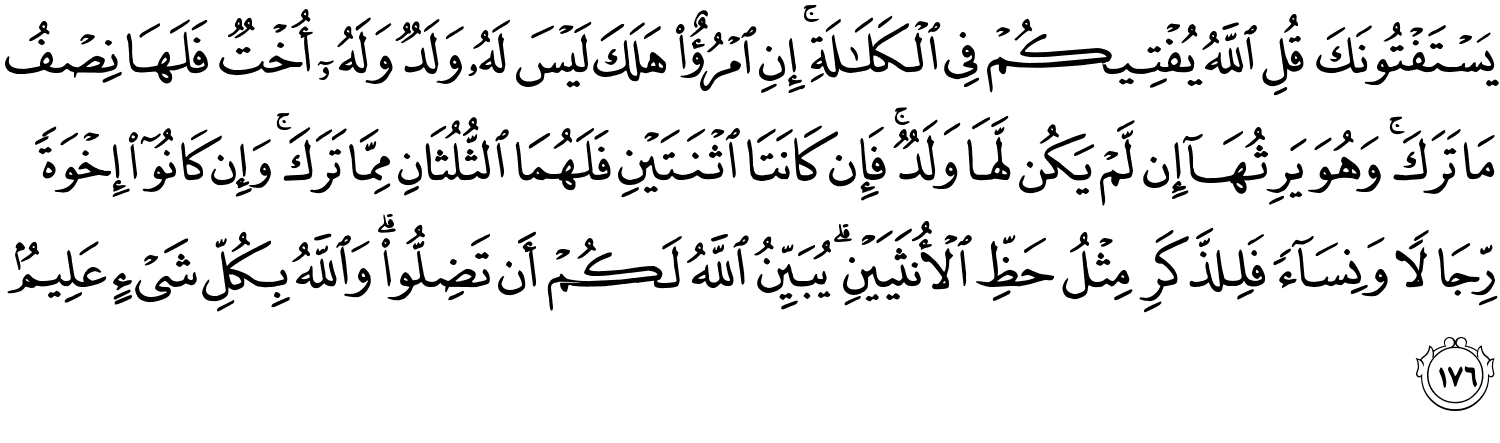 يَسْتَفْتُونَكَ قُلِ ٱللَّهُ يُفْتِيكُمْ فِى ٱلْكَلَـٰلَةِ ۚ إِنِ ٱمْرُؤٌا۟ هَلَكَ لَيْسَ لَهُۥ وَلَدٌ وَلَهُۥٓ أُخْتٌ فَلَهَا نِصْفُ
مَا تَرَكَ ۚ وَهُوَ يَرِثُهَآ إِن لَّمْ يَكُن لَّهَا وَلَدٌ ۚ فَإِن كَانَتَا ٱثْنَتَيْنِ فَلَهُمَا ٱلثُّلُثَانِ مِمَّا تَرَكَ ۚ وَإِن كَانُوٓا۟ إِخْوَةً
رِّجَالًا وَنِسَآءً فَلِلذَّكَرِ مِثْلُ حَظِّ ٱلْأُنثَيَيْنِ ۗ يُبَيِّنُ ٱللَّهُ لَكُمْ أَن تَضِلُّوا۟ ۗ وَٱللَّهُ بِكُلِّ شَىْءٍ عَلِيمٌۢ
١٧٦